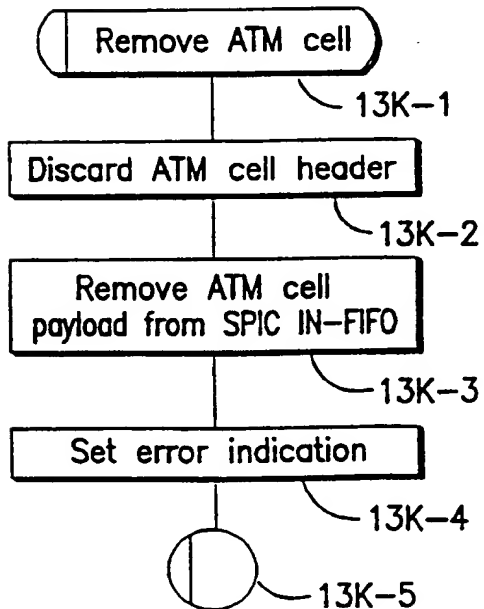 Remove ATM cell
13K-1
Discard ATM cell header
13K-2
Remove ATM cell
payload from SPIC IN-FIFO
13K-3
Set error indication
13K-4
13K-5